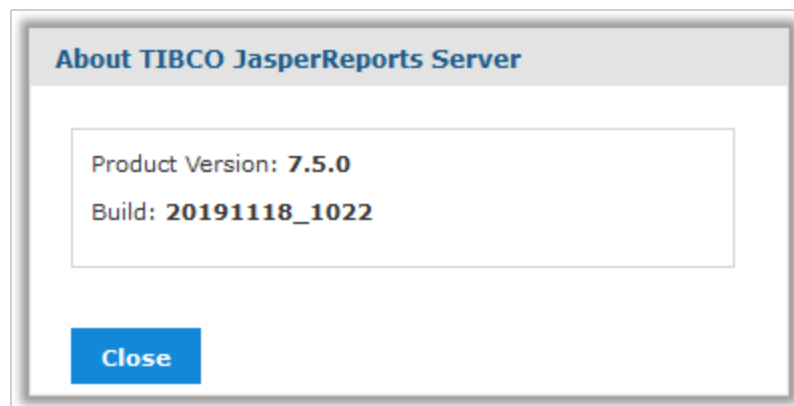 About TIBCO JasperReports Server
Product Version: 7.5.0
Build: 20191118_1022
Close